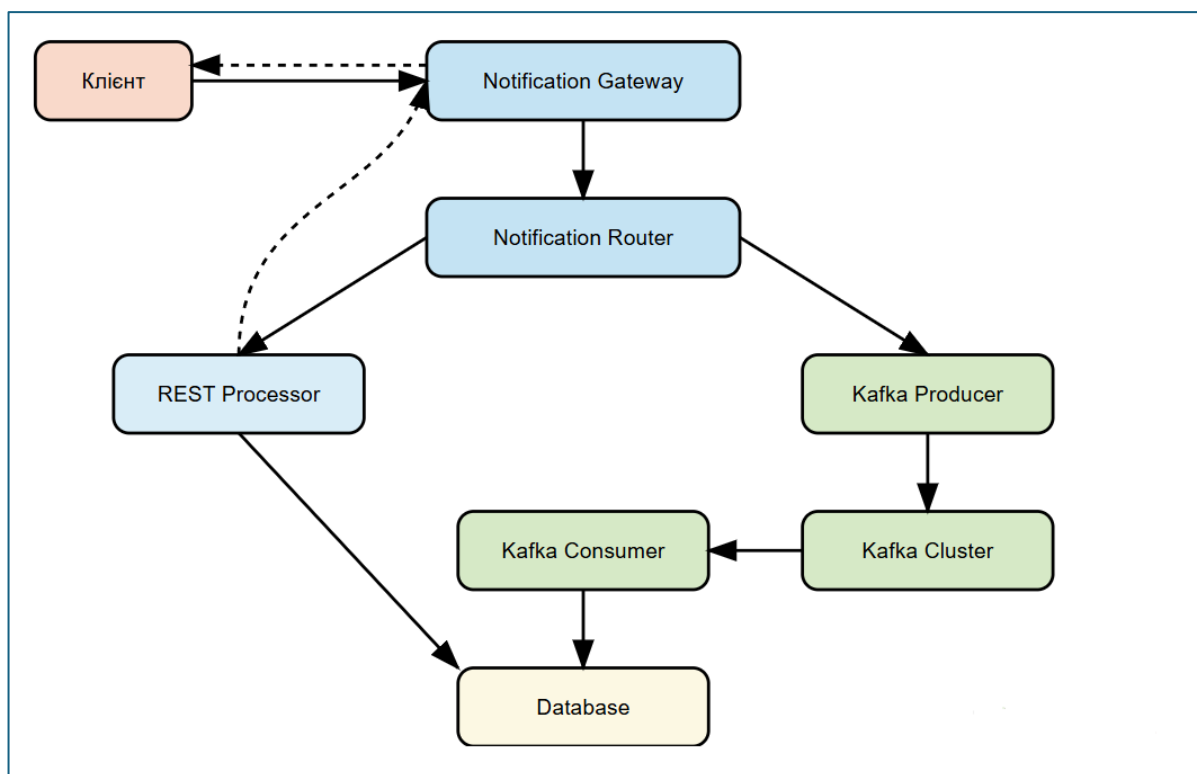 Клієнт
Notification Gateway
Notification Router
REST Processor
Kafka Producer
Kafka Consumer
Kafka Cluster
Database